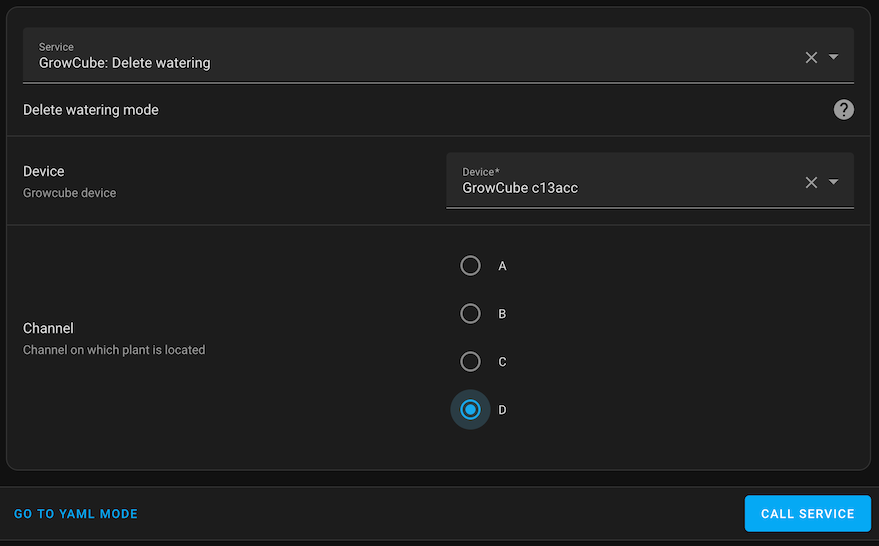 Service
GrowCube: Delete watering
Delete watering mode
Device
Growcube device
Device*
GrowCube c13acc
Channel
Channel on which plant is located
A
B
C
D
GO TO YAML MODE
CALL SERVICE